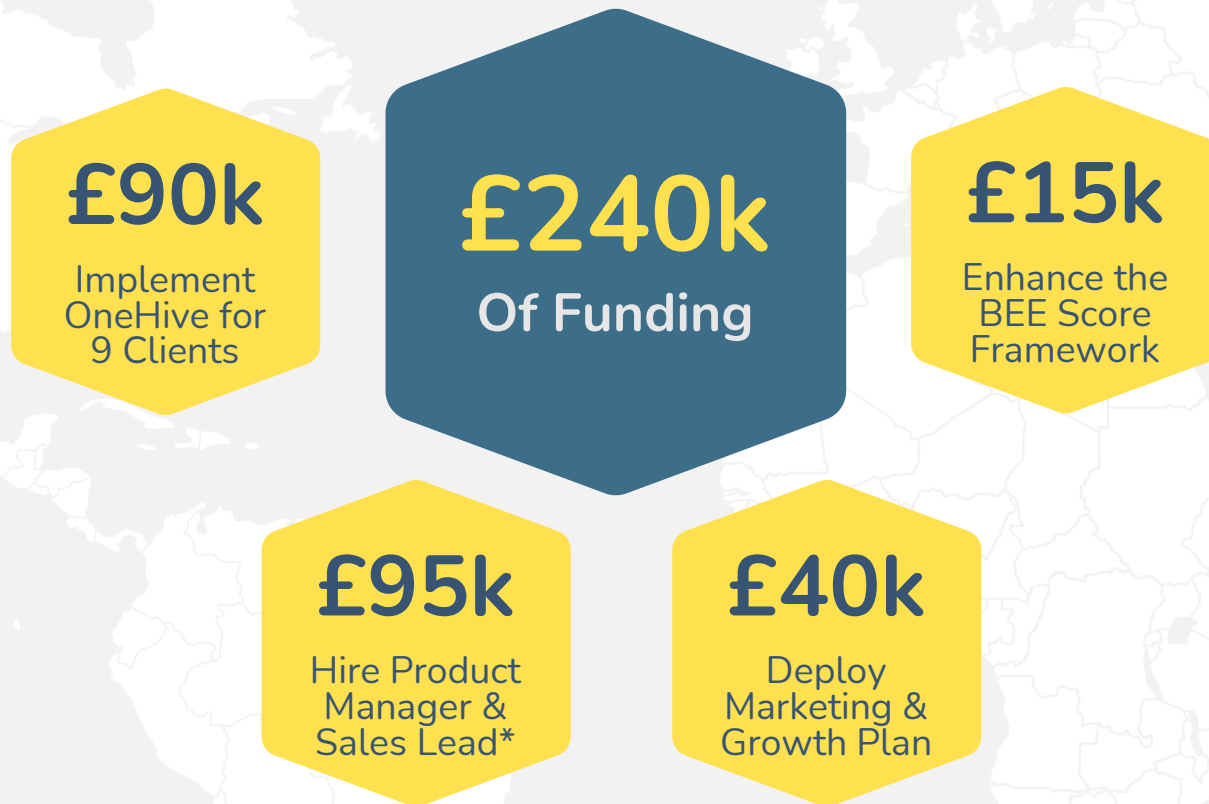 £240k
Of Funding
£90k
Implement
OneHive for
9 Clients
£15k
Enhance the
BEE Score
Framework
£95k
Hire Product
Manager &
Sales Lead*
£40k
Deploy
Marketing &
Growth Plan